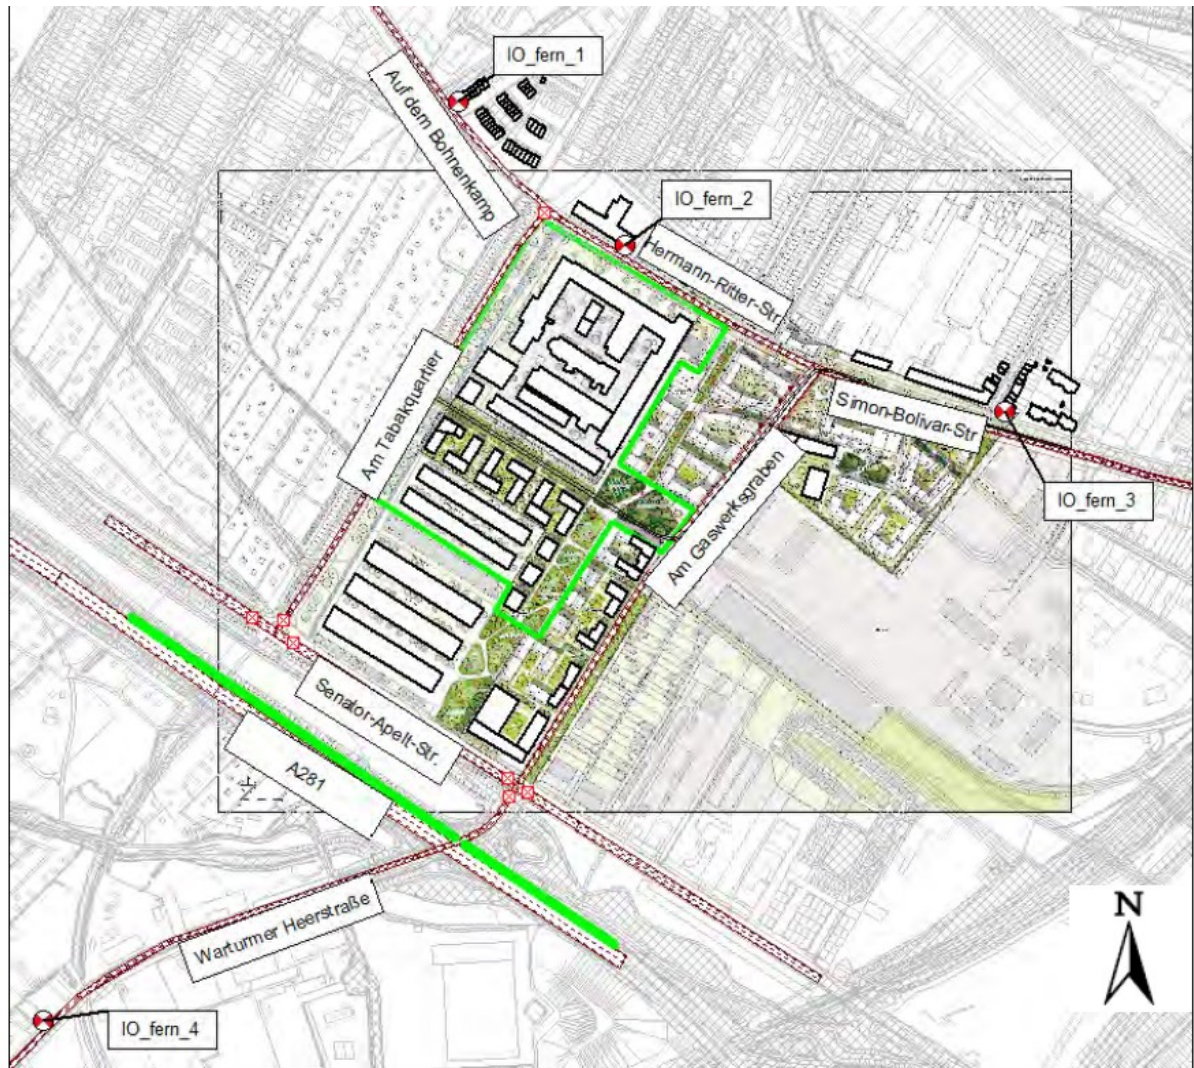 IO_fern_1
Auf dem Bohnenkamp
IO_fern_2
Hermann-Ritter-Str.
Am Tabakquartier
Simon-Bolivar-Str
Am Gaswerksgraben
IO_fern_3
Senator-Apelt-Str.
A281
Warturmer Heerstraße
N
IO_fern_4